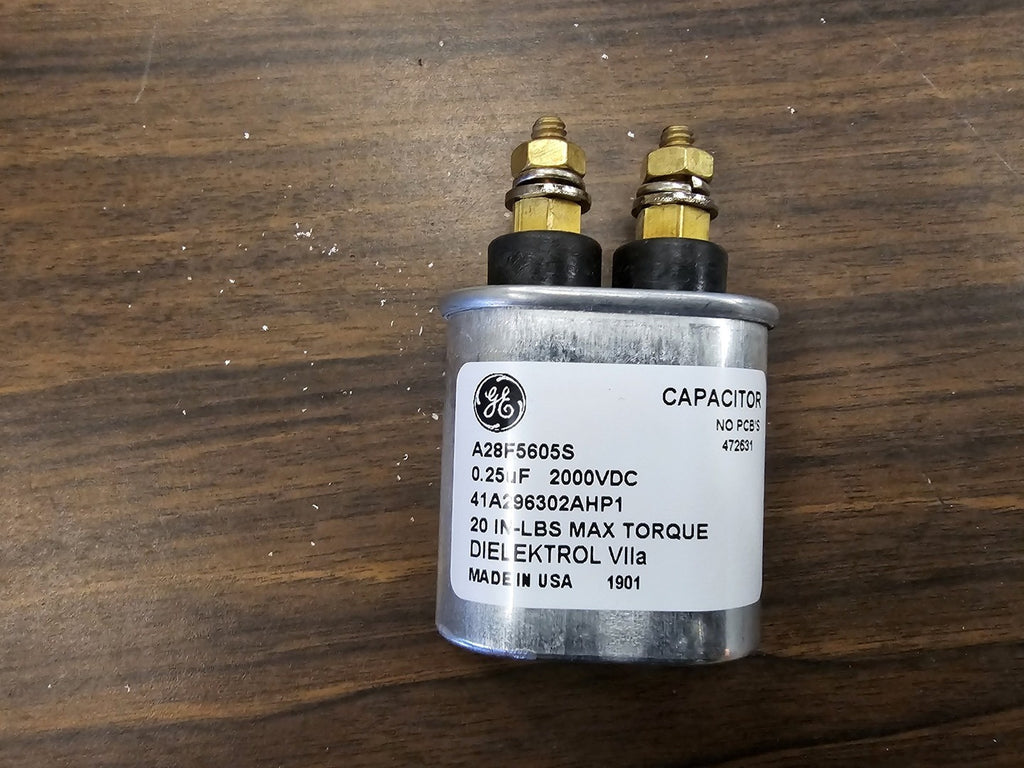 GE
CAPACITOR
NO PCB'S
472631
A28F5605S
0.25uF 2000VDC
41A296302AHP1
20 IN-LBS MAX TORQUE
DIELEKTROL VIIa
MADE IN USA 1901